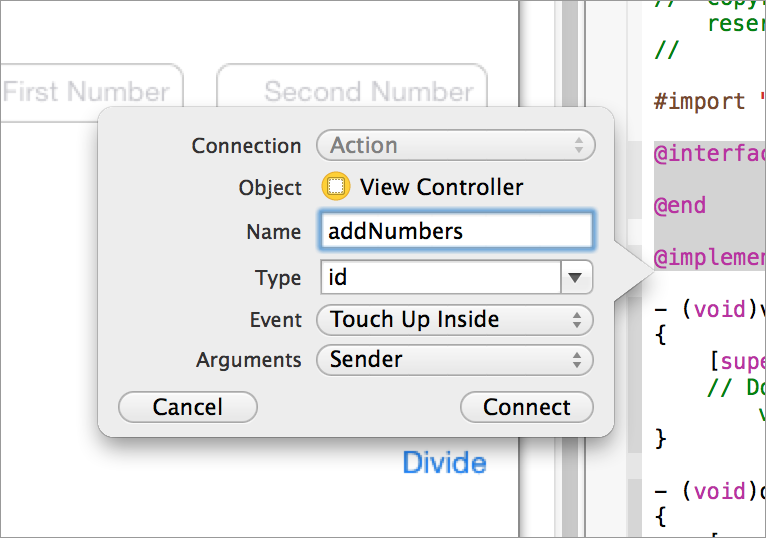 // Copy
reser
//
First Number
Second Number
#import "
@interfac
@end
@implemen
Connection Action
Object View Controller
Name addNumbers
Type id
Event Touch Up Inside
Arguments Sender
Cancel Connect
Divide
- (void)v
{
[supe
// Do
v
}
- (void)d
{
[